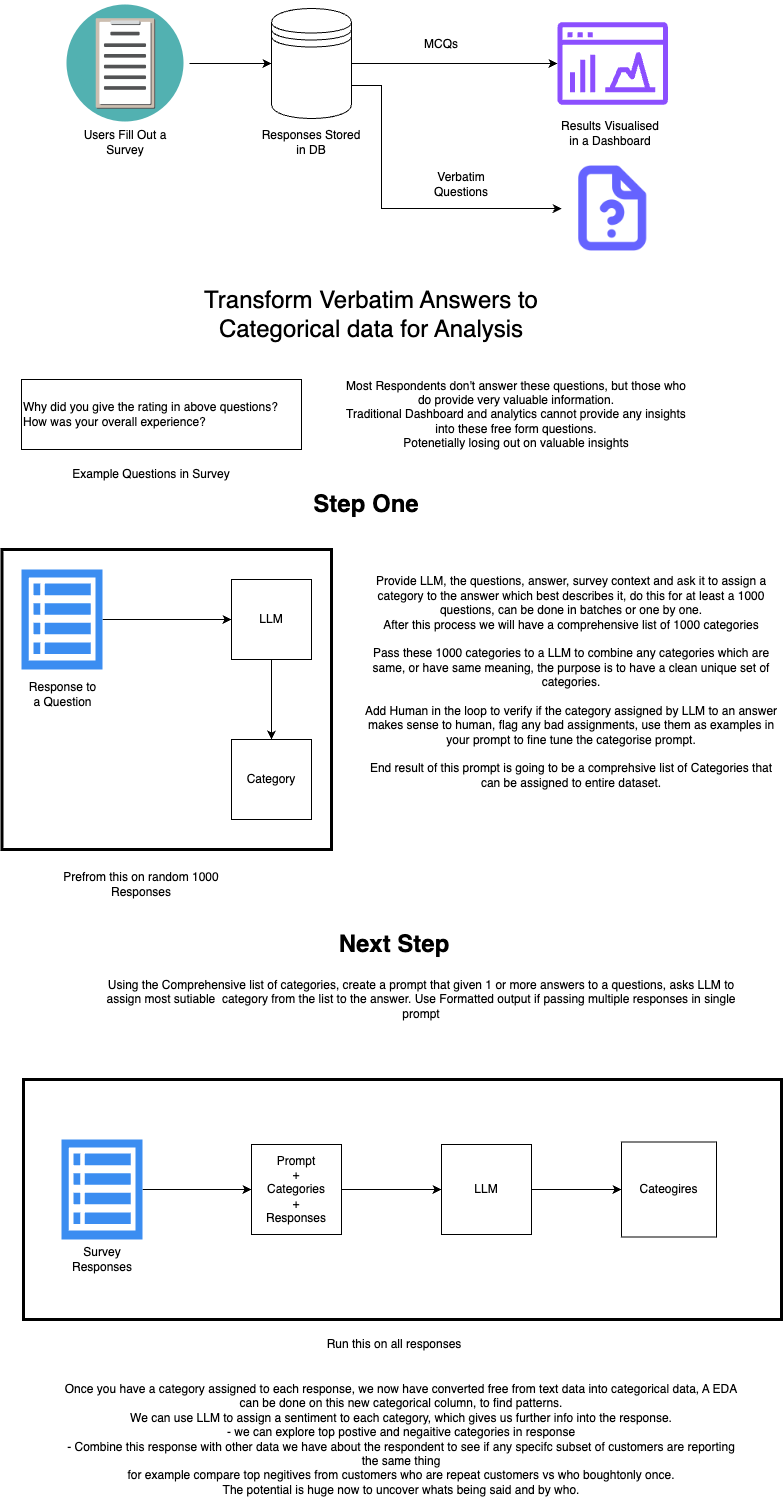 Users Fill Out a
Survey
Responses Stored
in DB
MCQs
Results Visualised
in a Dashboard
Verbatim
Questions
?
Transform Verbatim Answers to
Categorical data for Analysis
Why did you give the rating in above questions?
How was your overall experience?
Example Questions in Survey
Most Respondents don't answer these questions, but those who
do provide very valuable information.
Traditional Dashboard and analytics cannot provide any insights
into these free form questions.
Potenetially losing out on valuable insights
Step One
Response to
a Question
LLM
Category
Prefrom this on random 1000
Responses
Provide LLM, the questions, answer, survey context and ask it to assign a
category to the answer which best describes it, do this for at least a 1000
questions, can be done in batches or one by one.
After this process we will have a comprehensive list of 1000 categories
Pass these 1000 categories to a LLM to combine any categories which are
same, or have same meaning, the purpose is to have a clean unique set of
categories.
Add Human in the loop to verify if the category assigned by LLM to an answer
makes sense to human, flag any bad assignments, use them as examples in
your prompt to fine tune the categorise prompt.
End result of this prompt is going to be a comprehsive list of Categories that
can be assigned to entire dataset.
Next Step
Using the Comprehensive list of categories, create a prompt that given 1 or more answers to a questions, asks LLM to
assign most sutiable category from the list to the answer. Use Formatted output if passing multiple responses in single
prompt
Survey
Responses
Prompt
+
Categories
+
Responses
LLM
Cateogires
Run this on all responses
Once you have a category assigned to each response, we now have converted free from text data into categorical data, A EDA
can be done on this new categorical column, to find patterns.
We can use LLM to assign a sentiment to each category, which gives us further info into the response.
- we can explore top postive and negaitive categories in response
- Combine this response with other data we have about the respondent to see if any specifc subset of customers are reporting
the same thing
for example compare top negitives from customers who are repeat customers vs who boughtonly once.
The potential is huge now to uncover whats being said and by who.